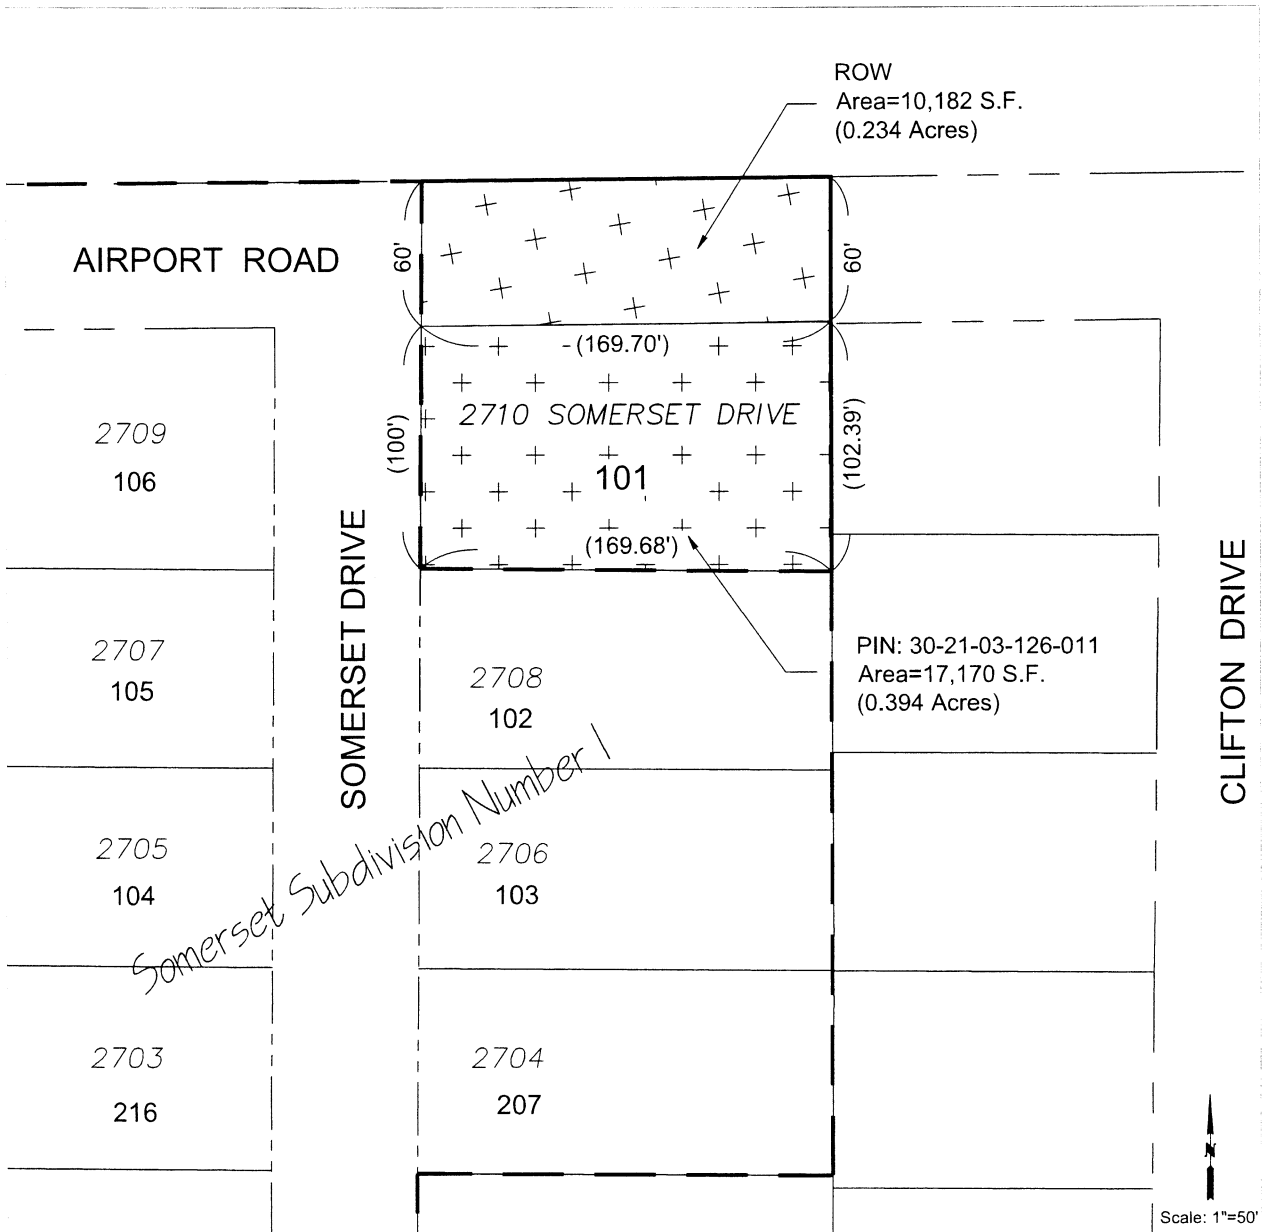 ROW
Area=10,182 S.F.
(0.234 Acres)
AIRPORT ROAD
60'
60'
(169.70')
2710 SOMERSET DRIVE
101
(100')
(102.39')
(169.68')
2709
106
SOMERSET DRIVE
CLIFTON DRIVE
PIN: 30-21-03-126-011
Area=17,170 S.F.
(0.394 Acres)
2707
105
2708
102
Somerset Subdivision Number 1
2705
104
2706
103
2703
216
2704
207
N
Scale: 1"=50'